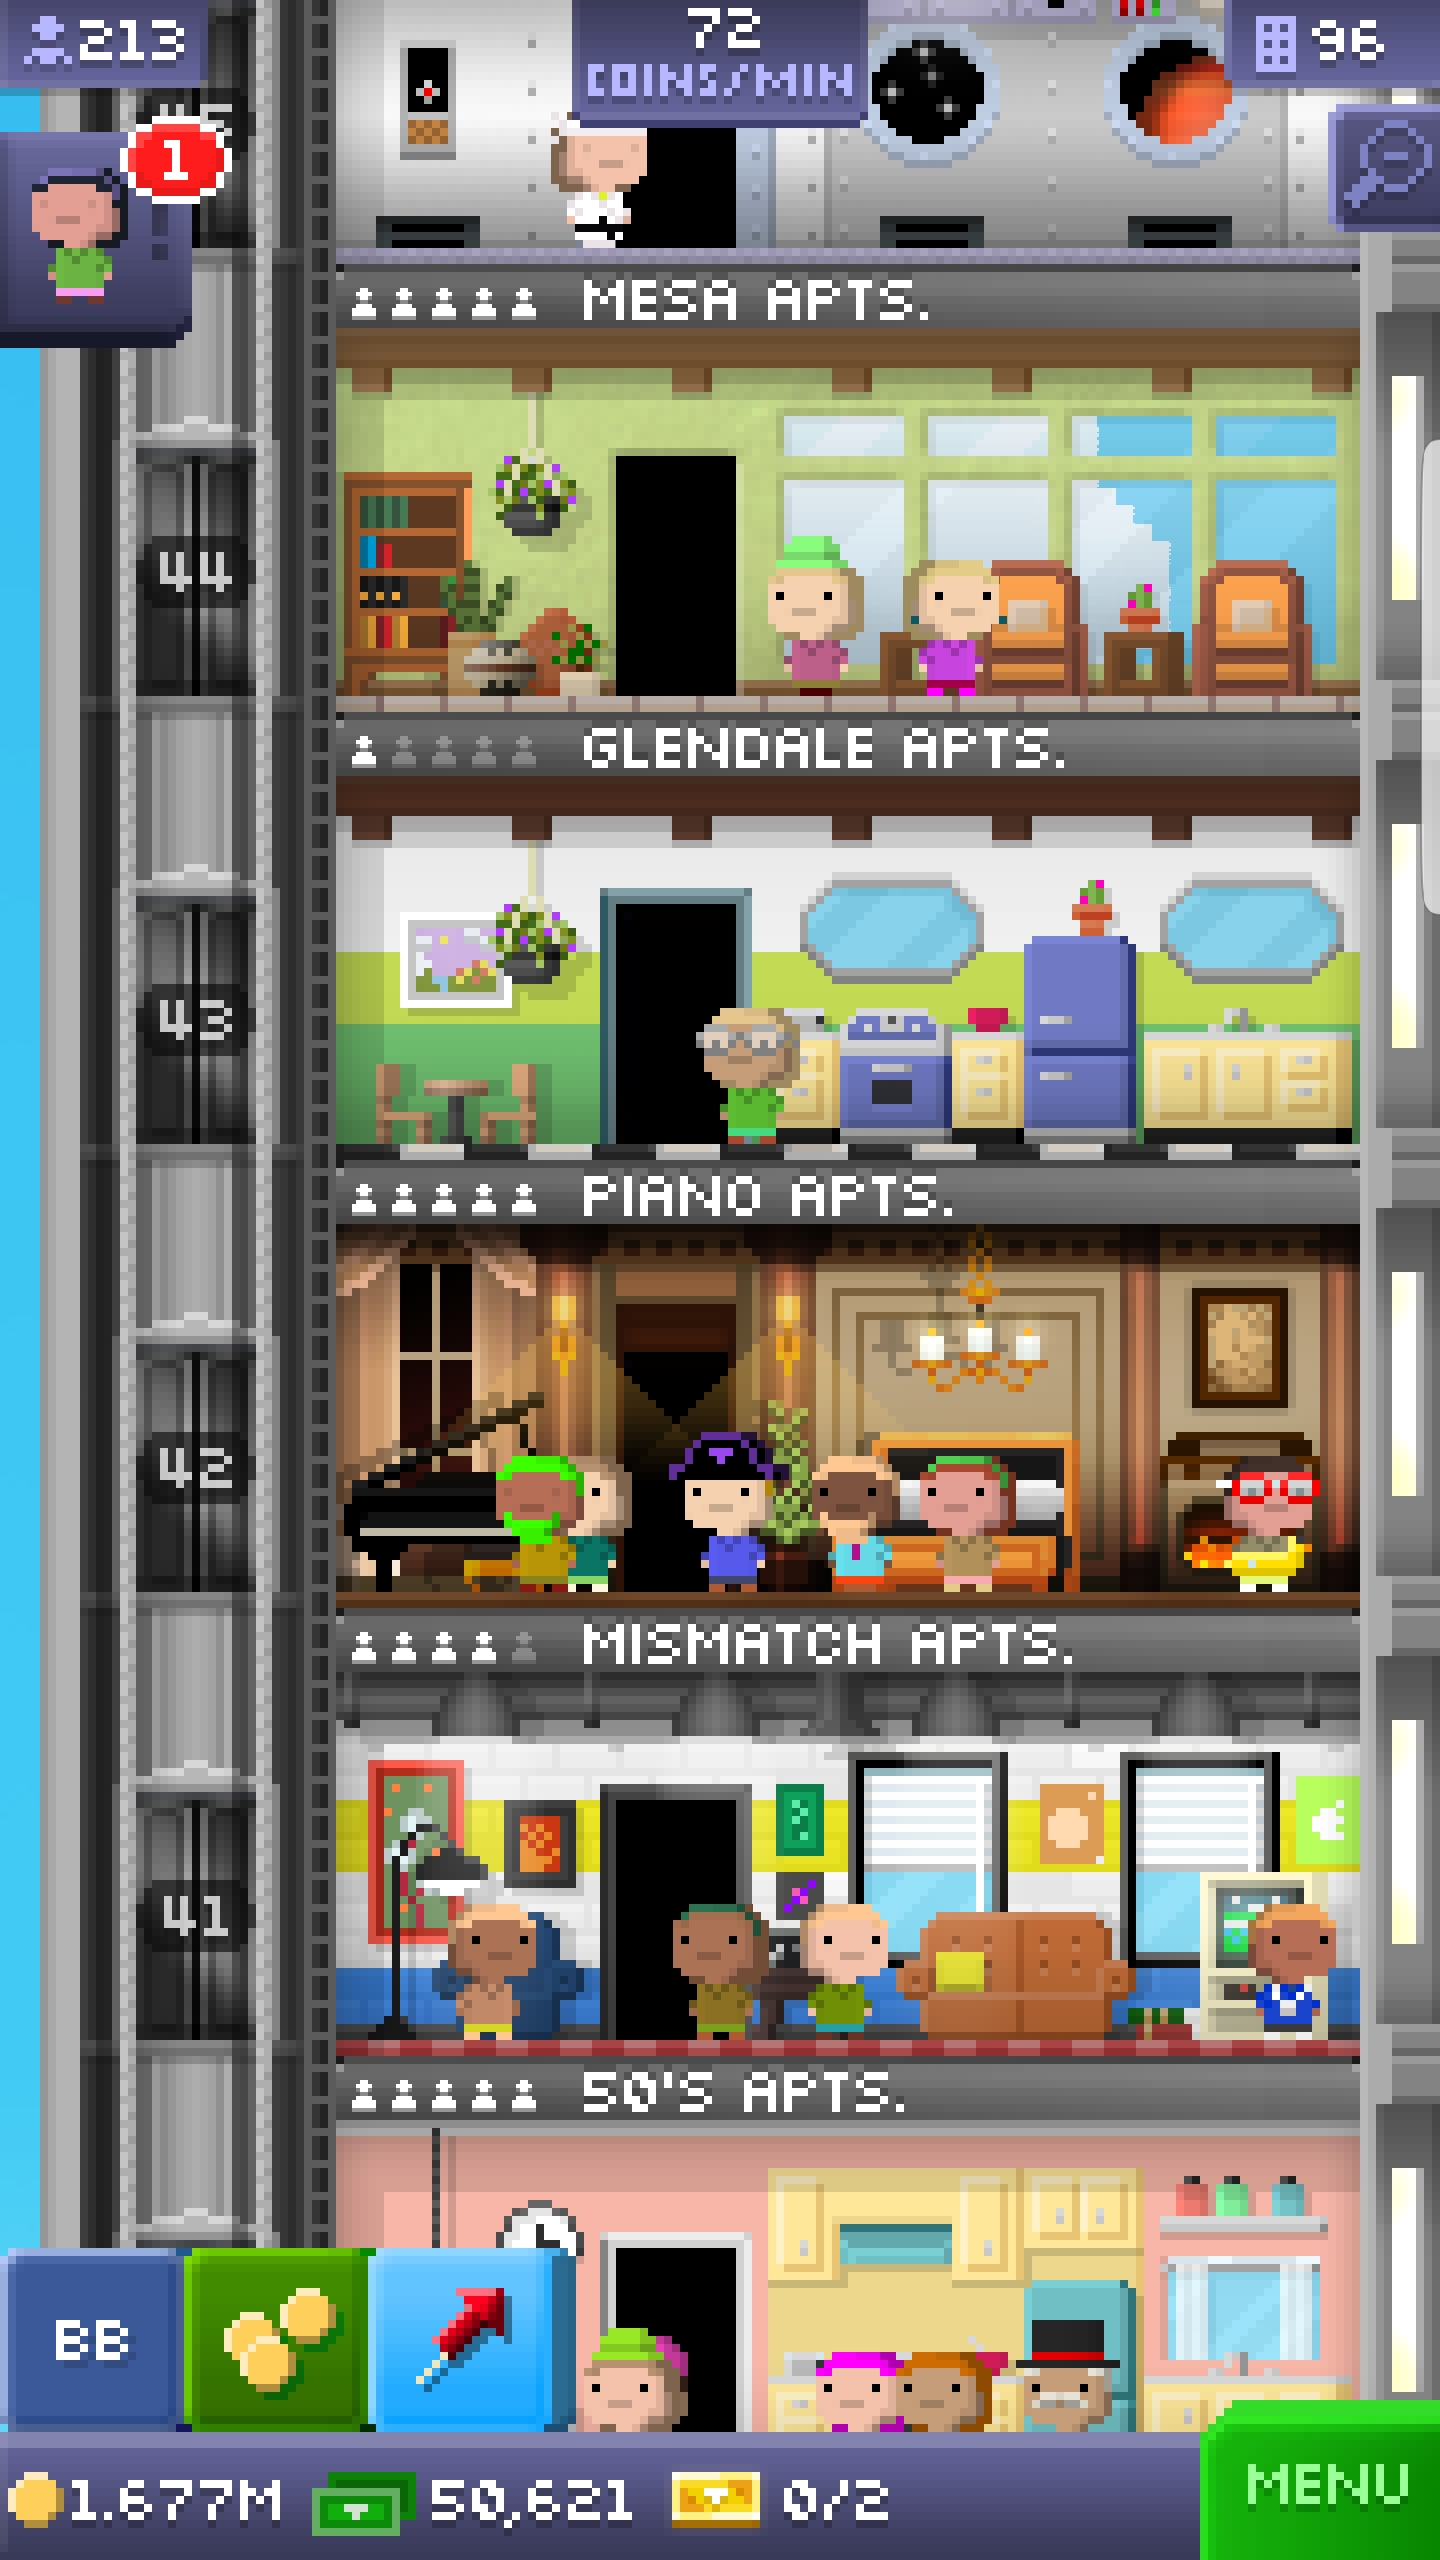 213
72
COINS/MIN
96
1
MESA APTS.
44
GLENDALE APTS.
43
PIANO APTS.
42
MISMATCH APTS.
41
50'S APTS.
BB
1.677M
50,621
0/2
MENU